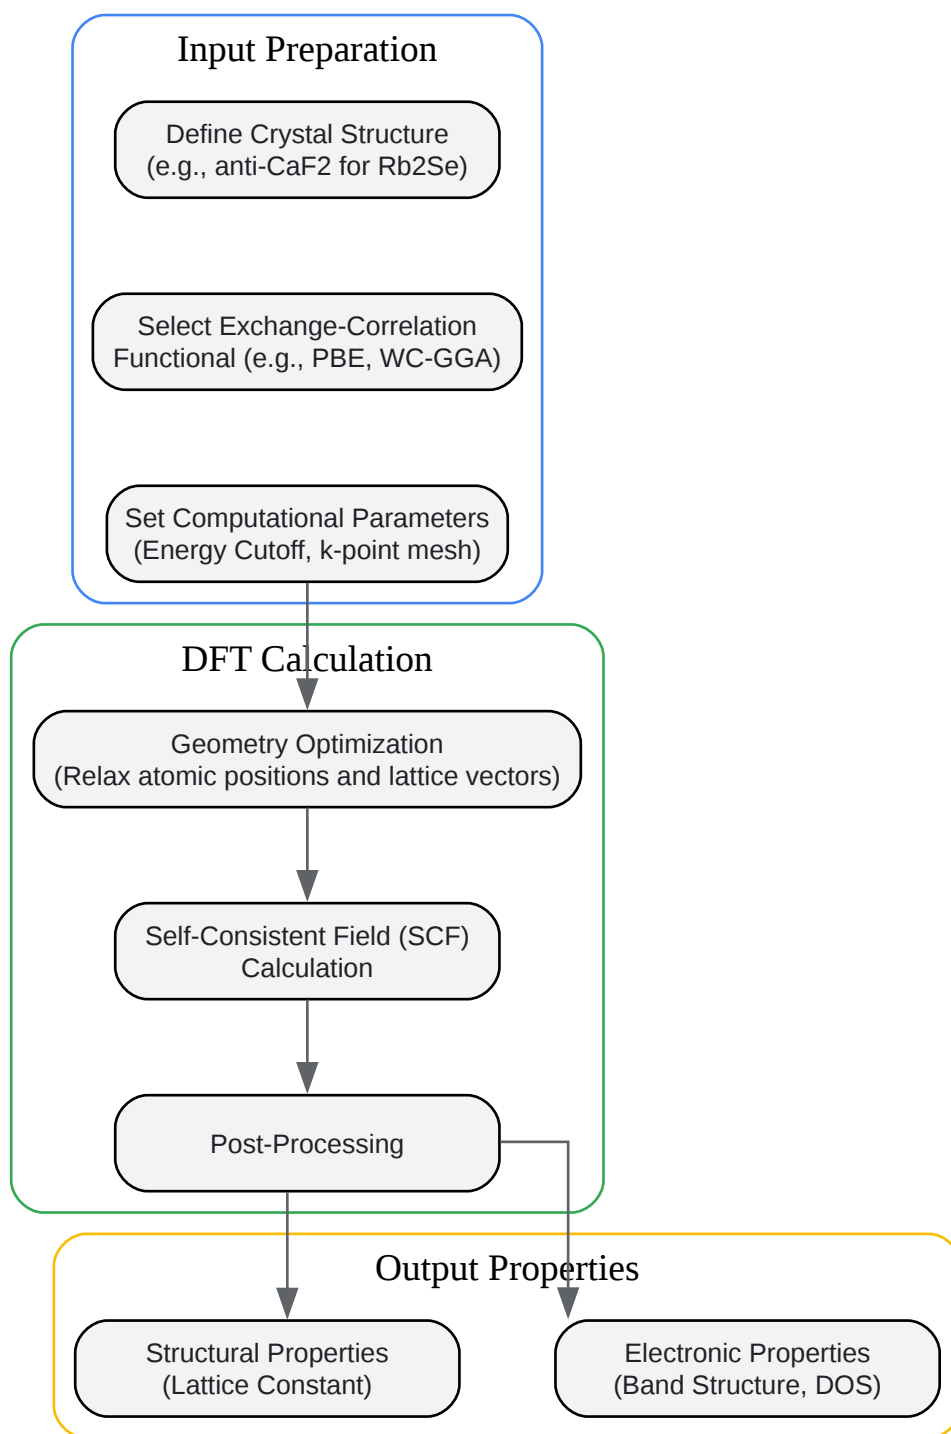 Input Preparation
Define Crystal Structure
(e.g., anti-CaF2 for Rb2Se)
Select Exchange-Correlation
Functional (e.g., PBE, WC-GGA)
Set Computational Parameters
(Energy Cutoff, k-point mesh)
DFT Calculation
Geometry Optimization
(Relax atomic positions and lattice vectors)
Self-Consistent Field (SCF)
Calculation
Post-Processing
Output Properties
Structural Properties
(Lattice Constant)
Electronic Properties
(Band Structure, DOS)